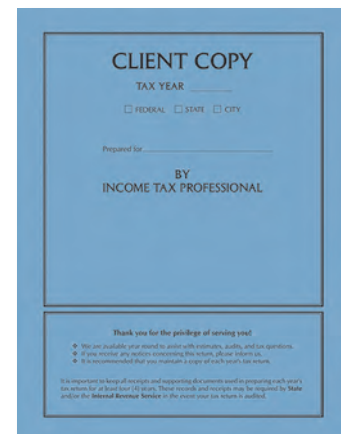 CLIENT COPY
TAX YEAR
FEDERAL STATE CITY
Prepared for
BY
INCOME TAX PROFESSIONAL
Thank you for the privilege of serving you!
❖ We are available year round to assist with estimates, audits, and tax questions.
❖ If you receive any notices concerning this return, please inform us.
❖ It is recommended that you maintain a copy of each year's tax return.
It is important to keep all receipts and supporting documents used in preparing each year's
tax return for at least four (4) years. These records and receipts may be required by State
and/or the Internal Revenue Service in the event your tax return is audited.